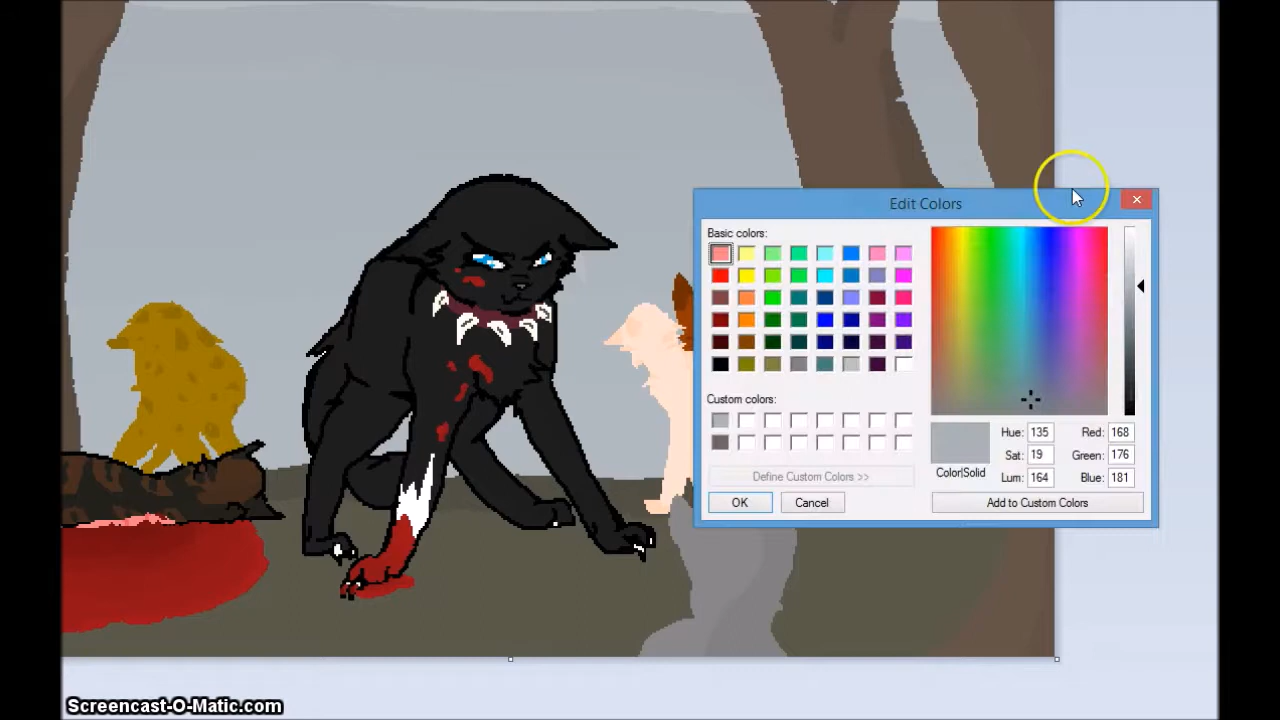 Edit Colors
Basic colors:
Custom colors:
Hue: 135 Red: 168
Sat: 19 Green: 176
Color|Solid Lum: 164 Blue: 181
Define Custom Colors >>
OK Cancel Add to Custom Colors
Screencast-O-Matic.com